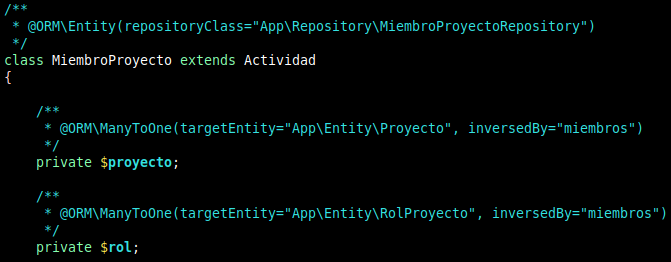 /**
 * @ORM\Entity(repositoryClass="App\Repository\MiembroProyectoRepository")
 */
class MiembroProyecto extends Actividad
{
    /**
     * @ORM\ManyToOne(targetEntity="App\Entity\Proyecto", inversedBy="miembros")
     */
    private $proyecto;
    /**
     * @ORM\ManyToOne(targetEntity="App\Entity\RolProyecto", inversedBy="miembros")
     */
    private $rol;